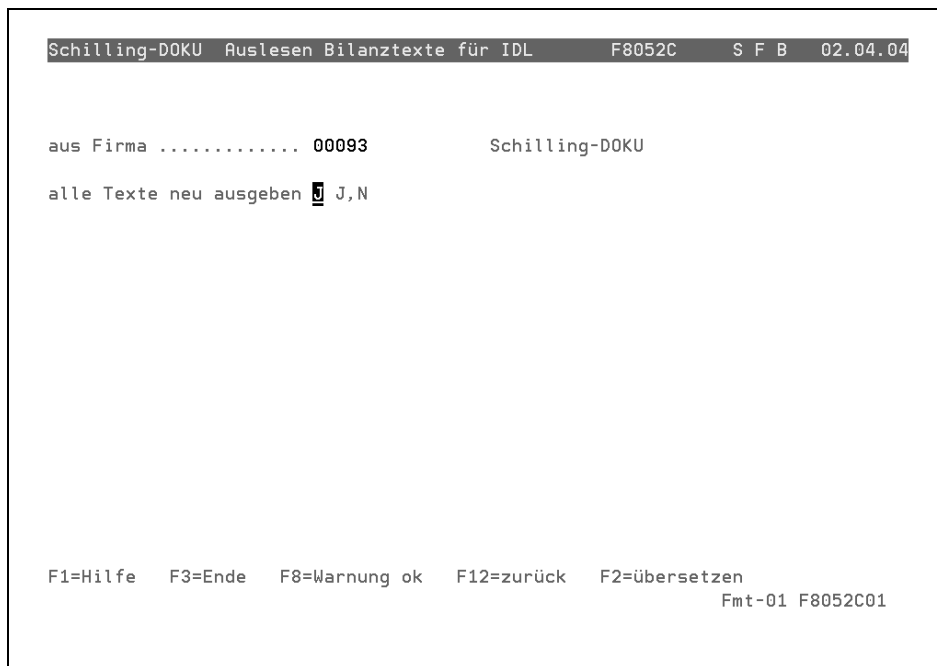 Schilling-DOKU Auslesen Bilanztexte für IDL F8052C S F B 02.04.04
aus Firma ............. 00093 Schilling-DOKU
alle Texte neu ausgeben J J,N
F1=Hilfe F3=Ende F8=Warnung ok F12=zurück F2=übersetzen
Fmt-01 F8052C01